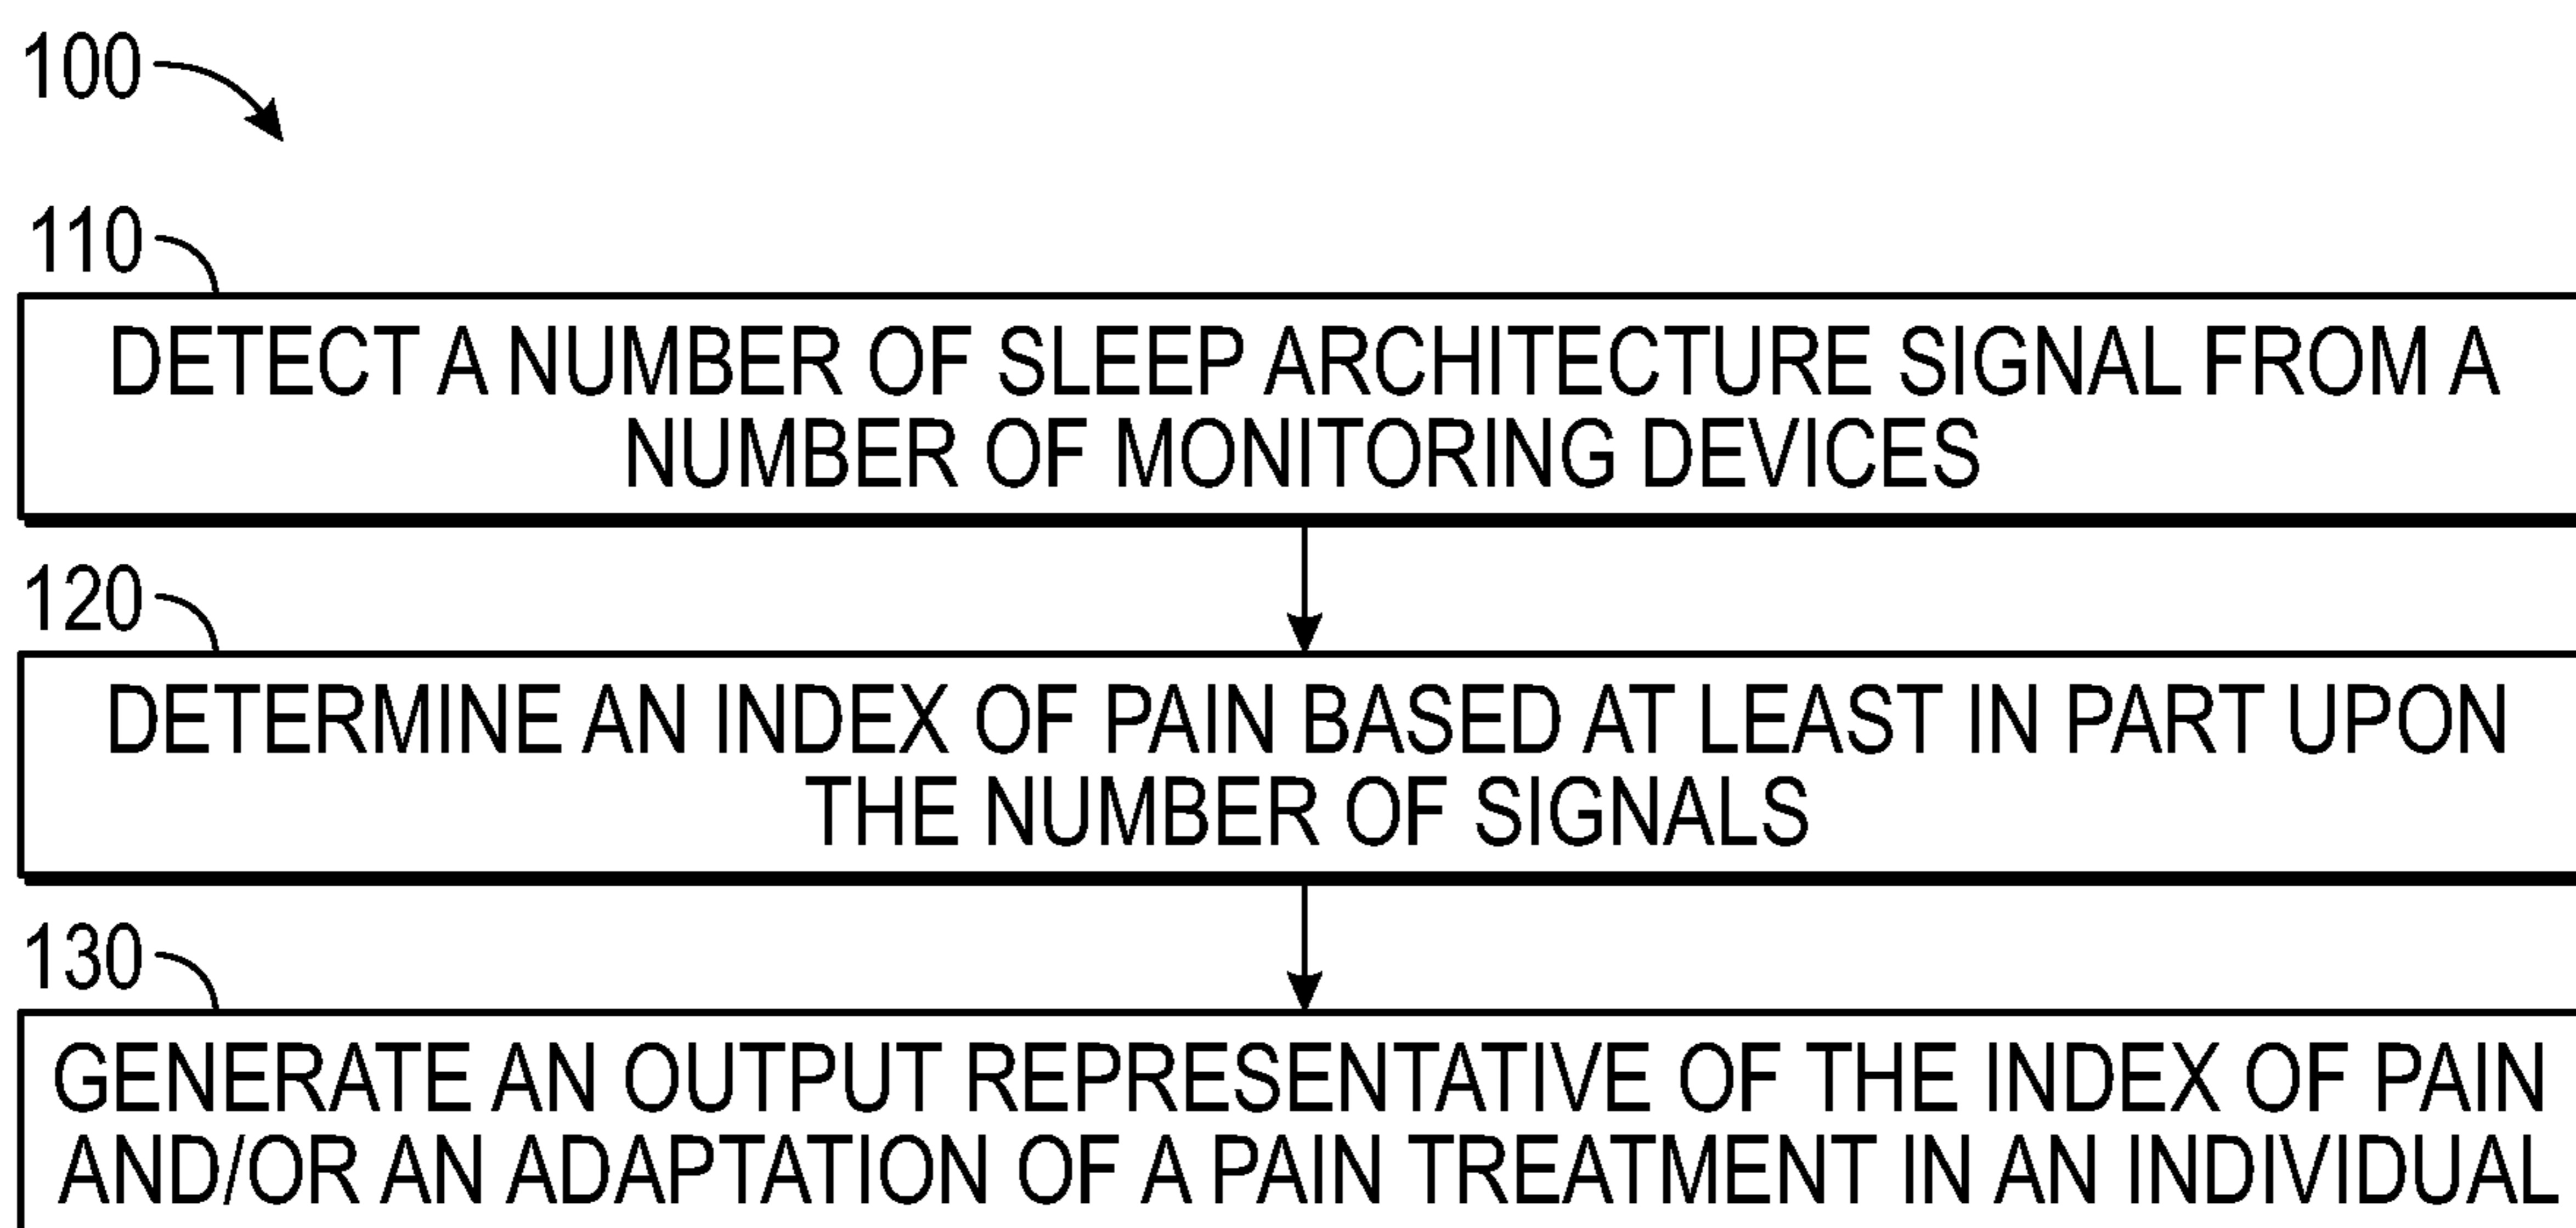 100
110
DETECT A NUMBER OF SLEEP ARCHITECTURE SIGNAL FROM A
NUMBER OF MONITORING DEVICES
120
DETERMINE AN INDEX OF PAIN BASED AT LEAST IN PART UPON
THE NUMBER OF SIGNALS
130
GENERATE AN OUTPUT REPRESENTATIVE OF THE INDEX OF PAIN
AND/OR AN ADAPTATION OF A PAIN TREATMENT IN AN INDIVIDUAL